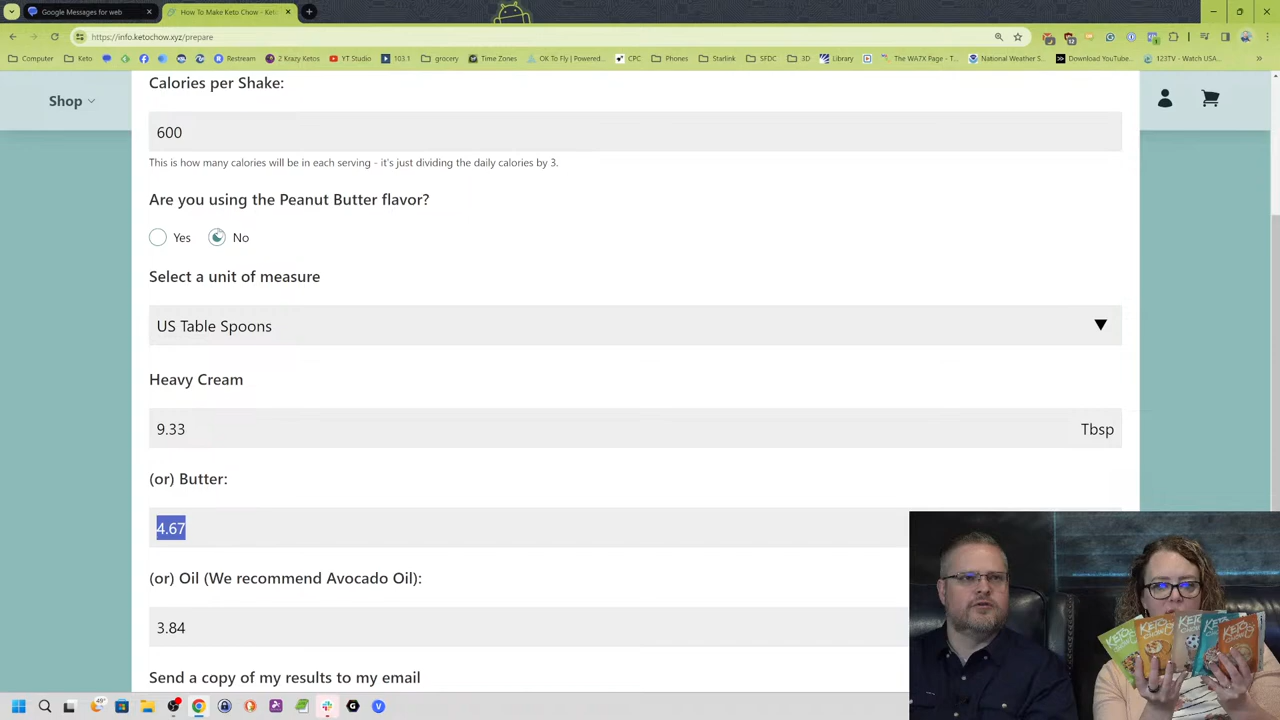 Google Messages for web
How To Make Keto Chow - Ket
https://info.ketochow.xyz/prepare
Computer Keto Restream 2 Krazy Ketos YT Studio 103.1 grocery Time Zones OK To Fly | Powered... CPC Phones Starlink SFDC 3D Library The WA7X Page - T... National Weather S... Download YouTube... 123TV - Watch USA...
Shop
Calories per Shake:
600
This is how many calories will be in each serving - it's just dividing the daily calories by 3.
Are you using the Peanut Butter flavor?
Yes No
Select a unit of measure
US Table Spoons
Heavy Cream
9.33 Tbsp
(or) Butter:
4.67
(or) Oil (We recommend Avocado Oil):
3.84
Send a copy of my results to my email
KETO CHOW
49°